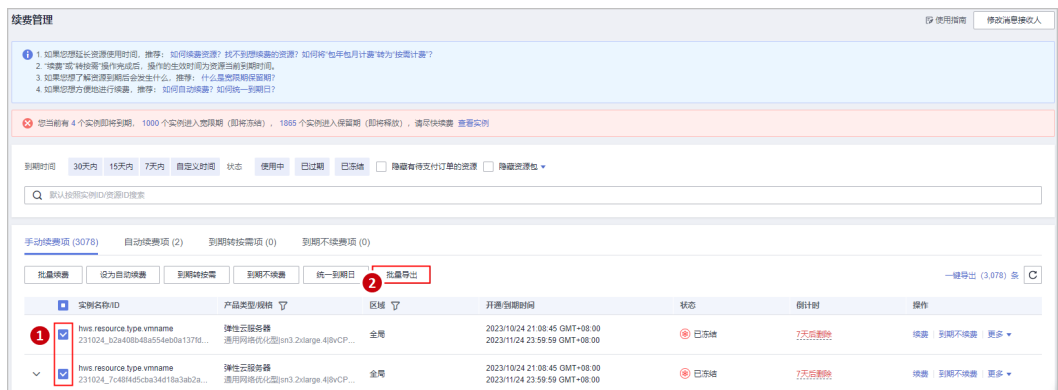 续费管理
使用指南
修改消息接收人
1. 如果您想延长资源使用时间，推荐： 如何续费资源？找不到想续费的资源？如何将“包年包月计费”转为“按需计费”？
2. “续费”或“转按需”操作完成后，操作的生效时间为资源当前到期时间。
3. 如果您想了解资源到期后会发生什么，推荐： 什么是宽限期保留期？
4. 如果您想方便地进行续费，推荐： 如何自动续费？如何统一到期日？
您当前有 4 个实例即将到期， 1000 个实例进入宽限期（即将冻结）， 1865 个实例进入保留期（即将释放），请尽快续费 查看实例
到期时间 30天内 15天内 7天内 自定义时间 状态 使用中 已过期 已冻结 隐藏有待支付订单的资源 隐藏资源包
默认按照实例ID/资源ID搜索
手动续费项 (3078) 自动续费项 (2) 到期转按需项 (0) 到期不续费项 (0)
批量续费 设为自动续费 到期转按需 到期不续费 统一到期日 2 批量导出 一键导出（3,078）条
实例名称/ID 产品类型/规格 区域 开通/到期时间 状态 倒计时 操作
1 hws.resource.type.vmname 弹性云服务器 全局 2023/10/24 21:08:45 GMT+08:00 已冻结 7天后删除 续费 到期不续费 更多
231024_b2a408b48a554eb0a137fd... 通用网络优化型|sn3.2xlarge.4|8vCP... 2023/11/24 23:59:59 GMT+08:00
hws.resource.type.vmname 弹性云服务器 全局 2023/10/24 21:08:45 GMT+08:00 已冻结 7天后删除 续费 到期不续费 更多
231024_7c48f4d5cba34d18a3ab2a... 通用网络优化型|sn3.2xlarge.4|8vCP... 2023/11/24 23:59:59 GMT+08:00